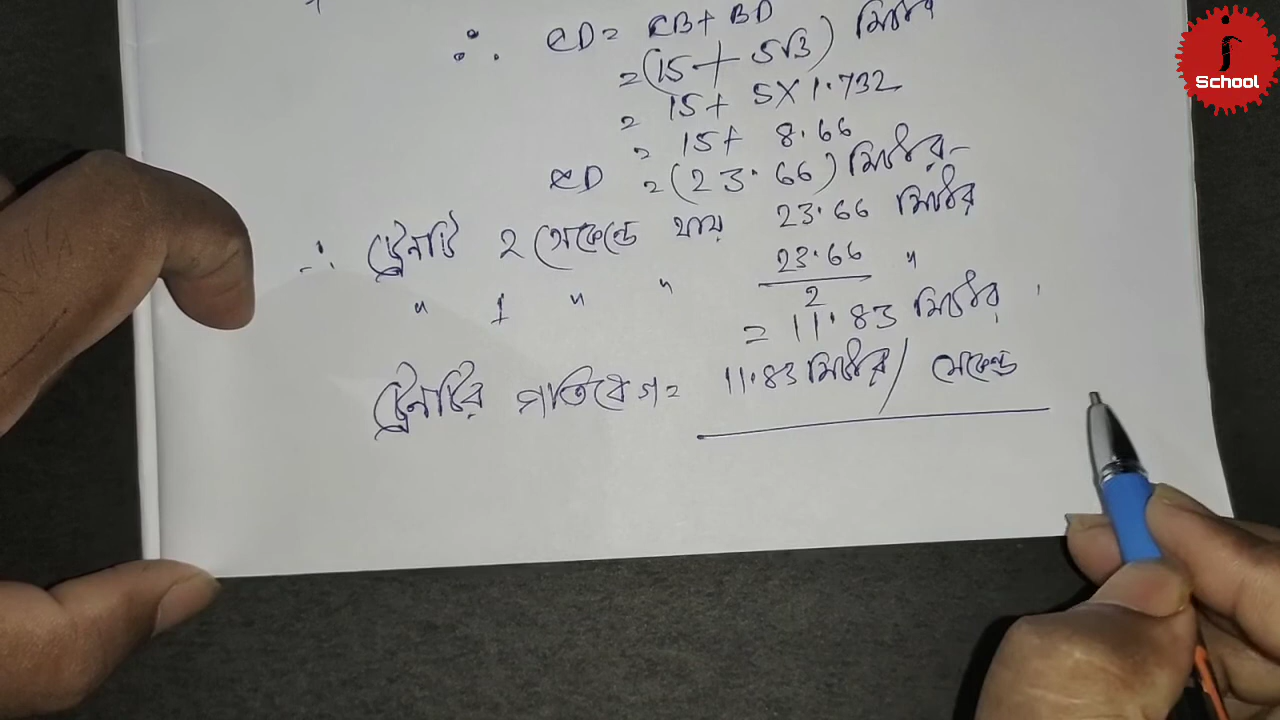 ∴ CD = CB + BD
= (15 + 5√3) মিটার
= 15 + 5 × 1.732
= 15 + 8.66
CD = (23.66) মিটার
∴ ট্রেনটি 2 সেকেন্ডে যায় 23.66 মিটার
" 1 " " 23.66/2 "
= 11.83 মিটার
ট্রেনটির গতিবেগ = 11.83 মিটার/সেকেন্ড
School